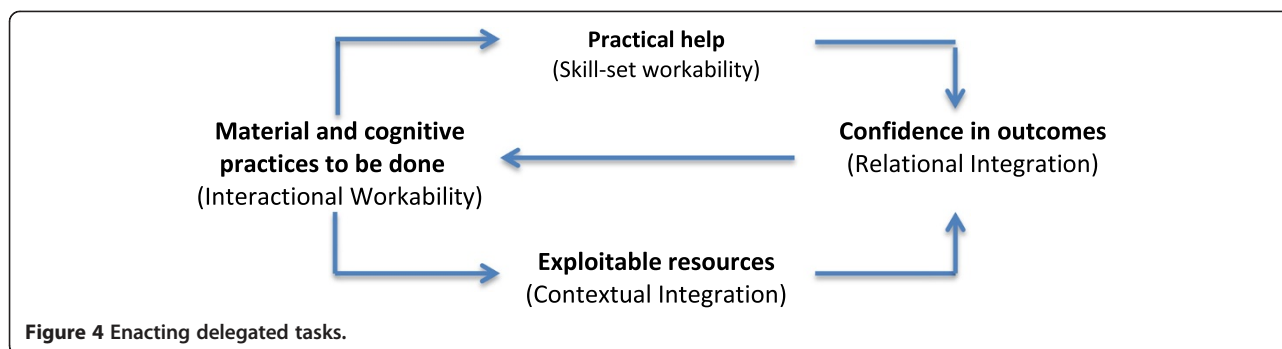 Practical help
(Skill-set workability)
Material and cognitive
practices to be done
(Interactional Workability)
Confidence in outcomes
(Relational Integration)
Exploitable resources
(Contextual Integration)
Figure 4 Enacting delegated tasks.